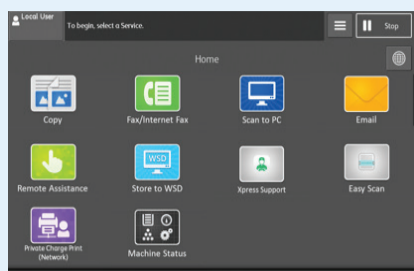 Local User
To begin, select a Service.
Stop
Home
Copy
Fax/Internet Fax
Scan to PC
Email
Remote Assistance
WSD
Store to WSD
Xpress Support
Easy Scan
Private Charge Print
(Network)
Machine Status